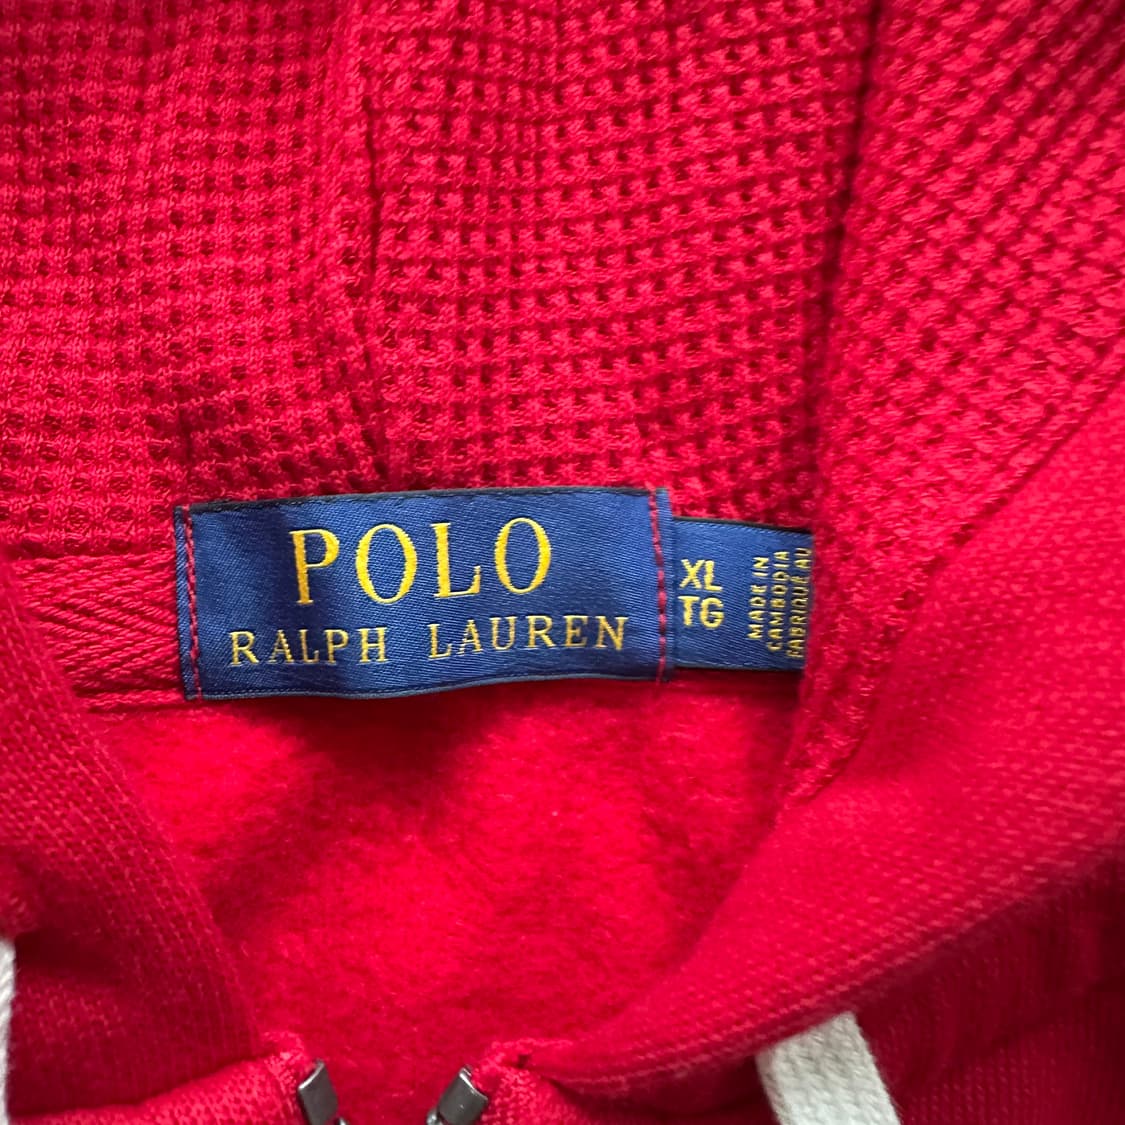 POLO
RALPH LAUREN
XL
TG
MADE IN
CAMBODIA
FABRIQUÉ AU